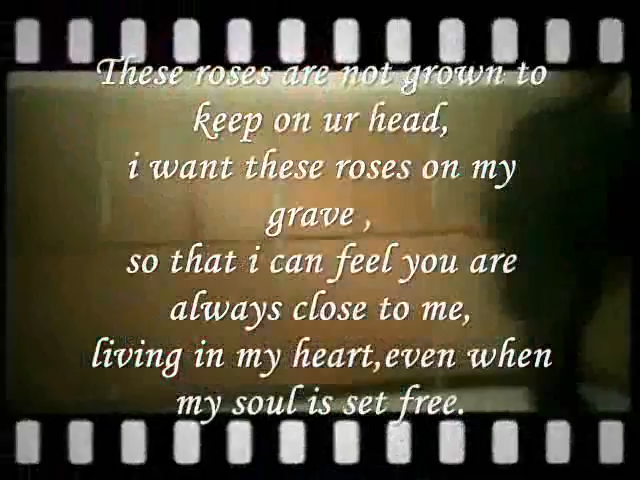 These roses are not grown to
keep on ur head,
i want these roses on my
grave ,
so that i can feel you are
always close to me,
living in my heart,even when
my soul is set free.